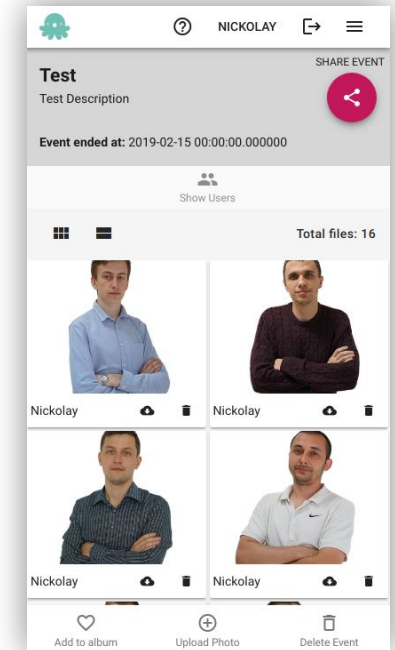 NICKOLAY
SHARE EVENT
Test
Test Description
Event ended at: 2019-02-15 00:00:00.000000
Show Users
Total files: 16
Nickolay
Nickolay
Nickolay
Nickolay
Add to album
Upload Photo
Delete Event